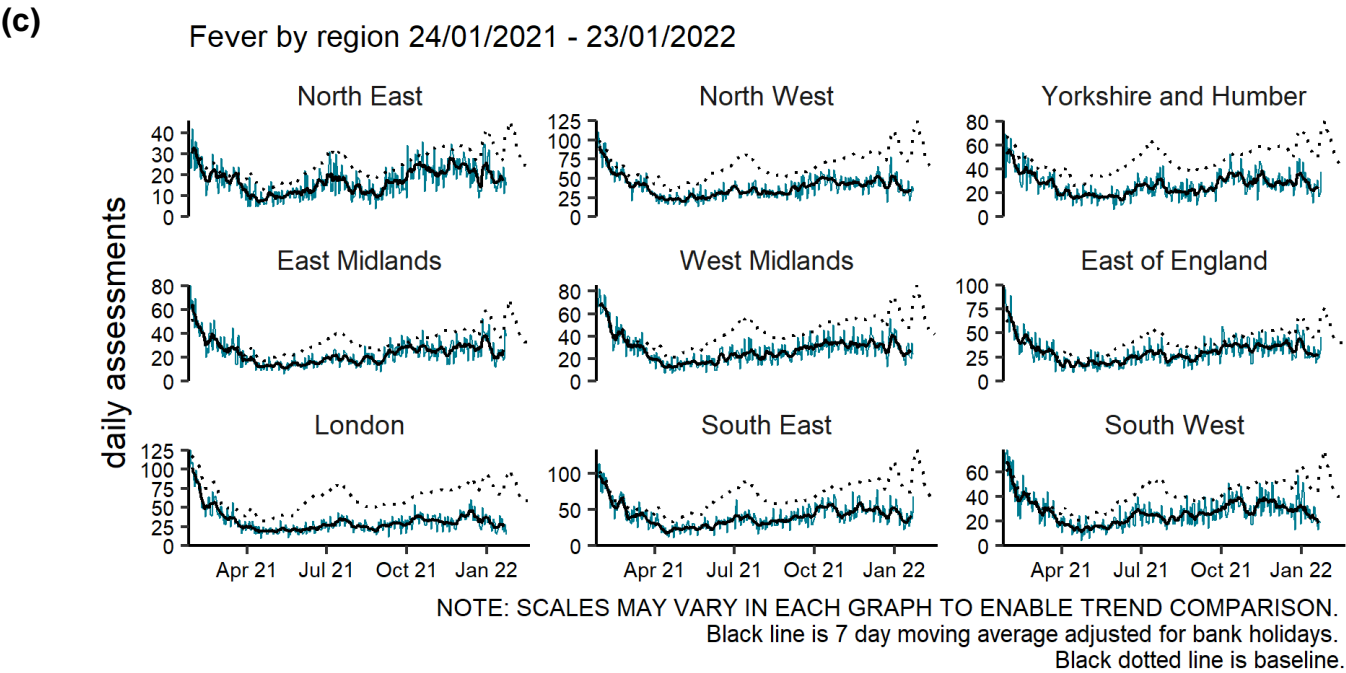 (c)
Fever by region 24/01/2021 - 23/01/2022
daily assessments
North East
40
30
20
10
0
North West
125
100
75
50
25
0
Yorkshire and Humber
80
60
40
20
0
East Midlands
80
60
40
20
0
West Midlands
80
60
40
20
0
East of England
100
75
50
25
0
London
125
100
75
50
25
0
Apr 21 Jul 21 Oct 21 Jan 22
South East
100
50
0
Apr 21 Jul 21 Oct 21 Jan 22
South West
60
40
20
0
Apr 21 Jul 21 Oct 21 Jan 22
NOTE: SCALES MAY VARY IN EACH GRAPH TO ENABLE TREND COMPARISON.
Black line is 7 day moving average adjusted for bank holidays.
Black dotted line is baseline.